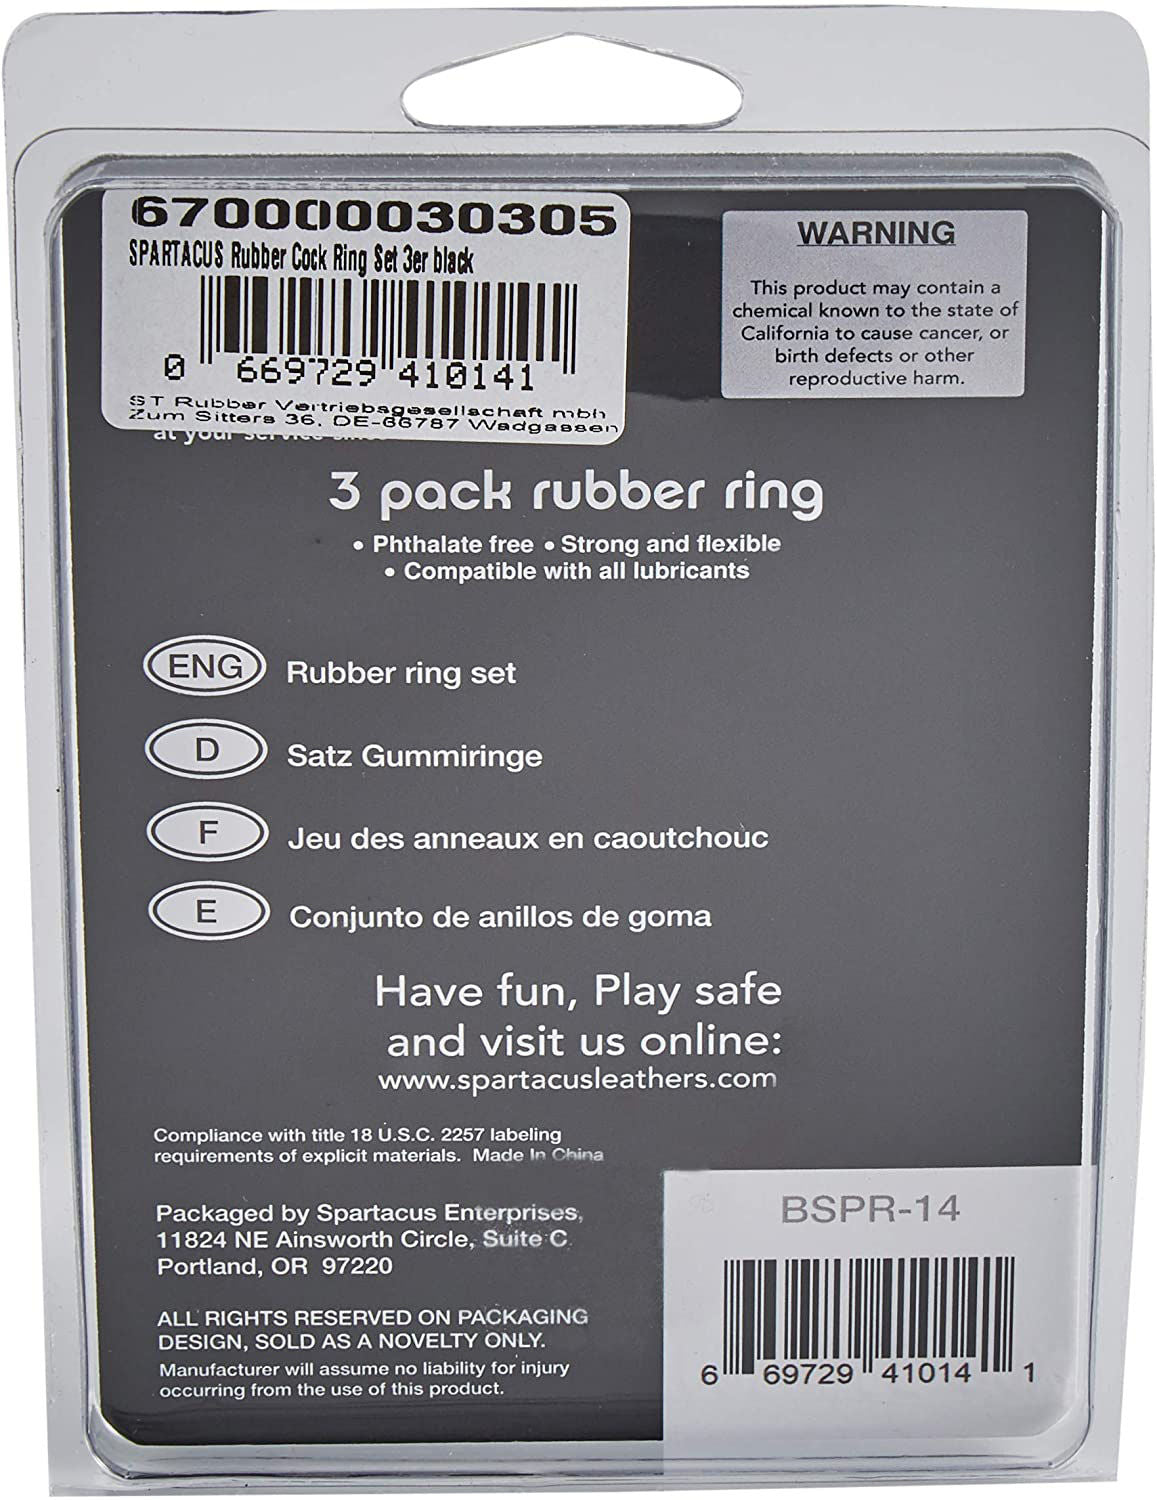 670000030305
SPARTACUS Rubber Cock Ring Set 3er black
0 669729 410141
ST Rubber Vertriebsgesellschaft mbh
Zum Sitters 36, DE-66787 Wadgassen
at your service since
WARNING
This product may contain a
chemical known to the state of
California to cause cancer, or
birth defects or other
reproductive harm.
3 pack rubber ring
• Phthalate free • Strong and flexible
• Compatible with all lubricants
ENG Rubber ring set
D Satz Gummiringe
F Jeu des anneaux en caoutchouc
E Conjunto de anillos de goma
Have fun, Play safe
and visit us online:
www.spartacusleathers.com
Compliance with title 18 U.S.C. 2257 labeling
requirements of explicit materials. Made In China
Packaged by Spartacus Enterprises,
11824 NE Ainsworth Circle, Suite C
Portland, OR 97220
ALL RIGHTS RESERVED ON PACKAGING
DESIGN, SOLD AS A NOVELTY ONLY.
Manufacturer will assume no liability for injury
occurring from the use of this product.
BSPR-14
6 69729 41014 1